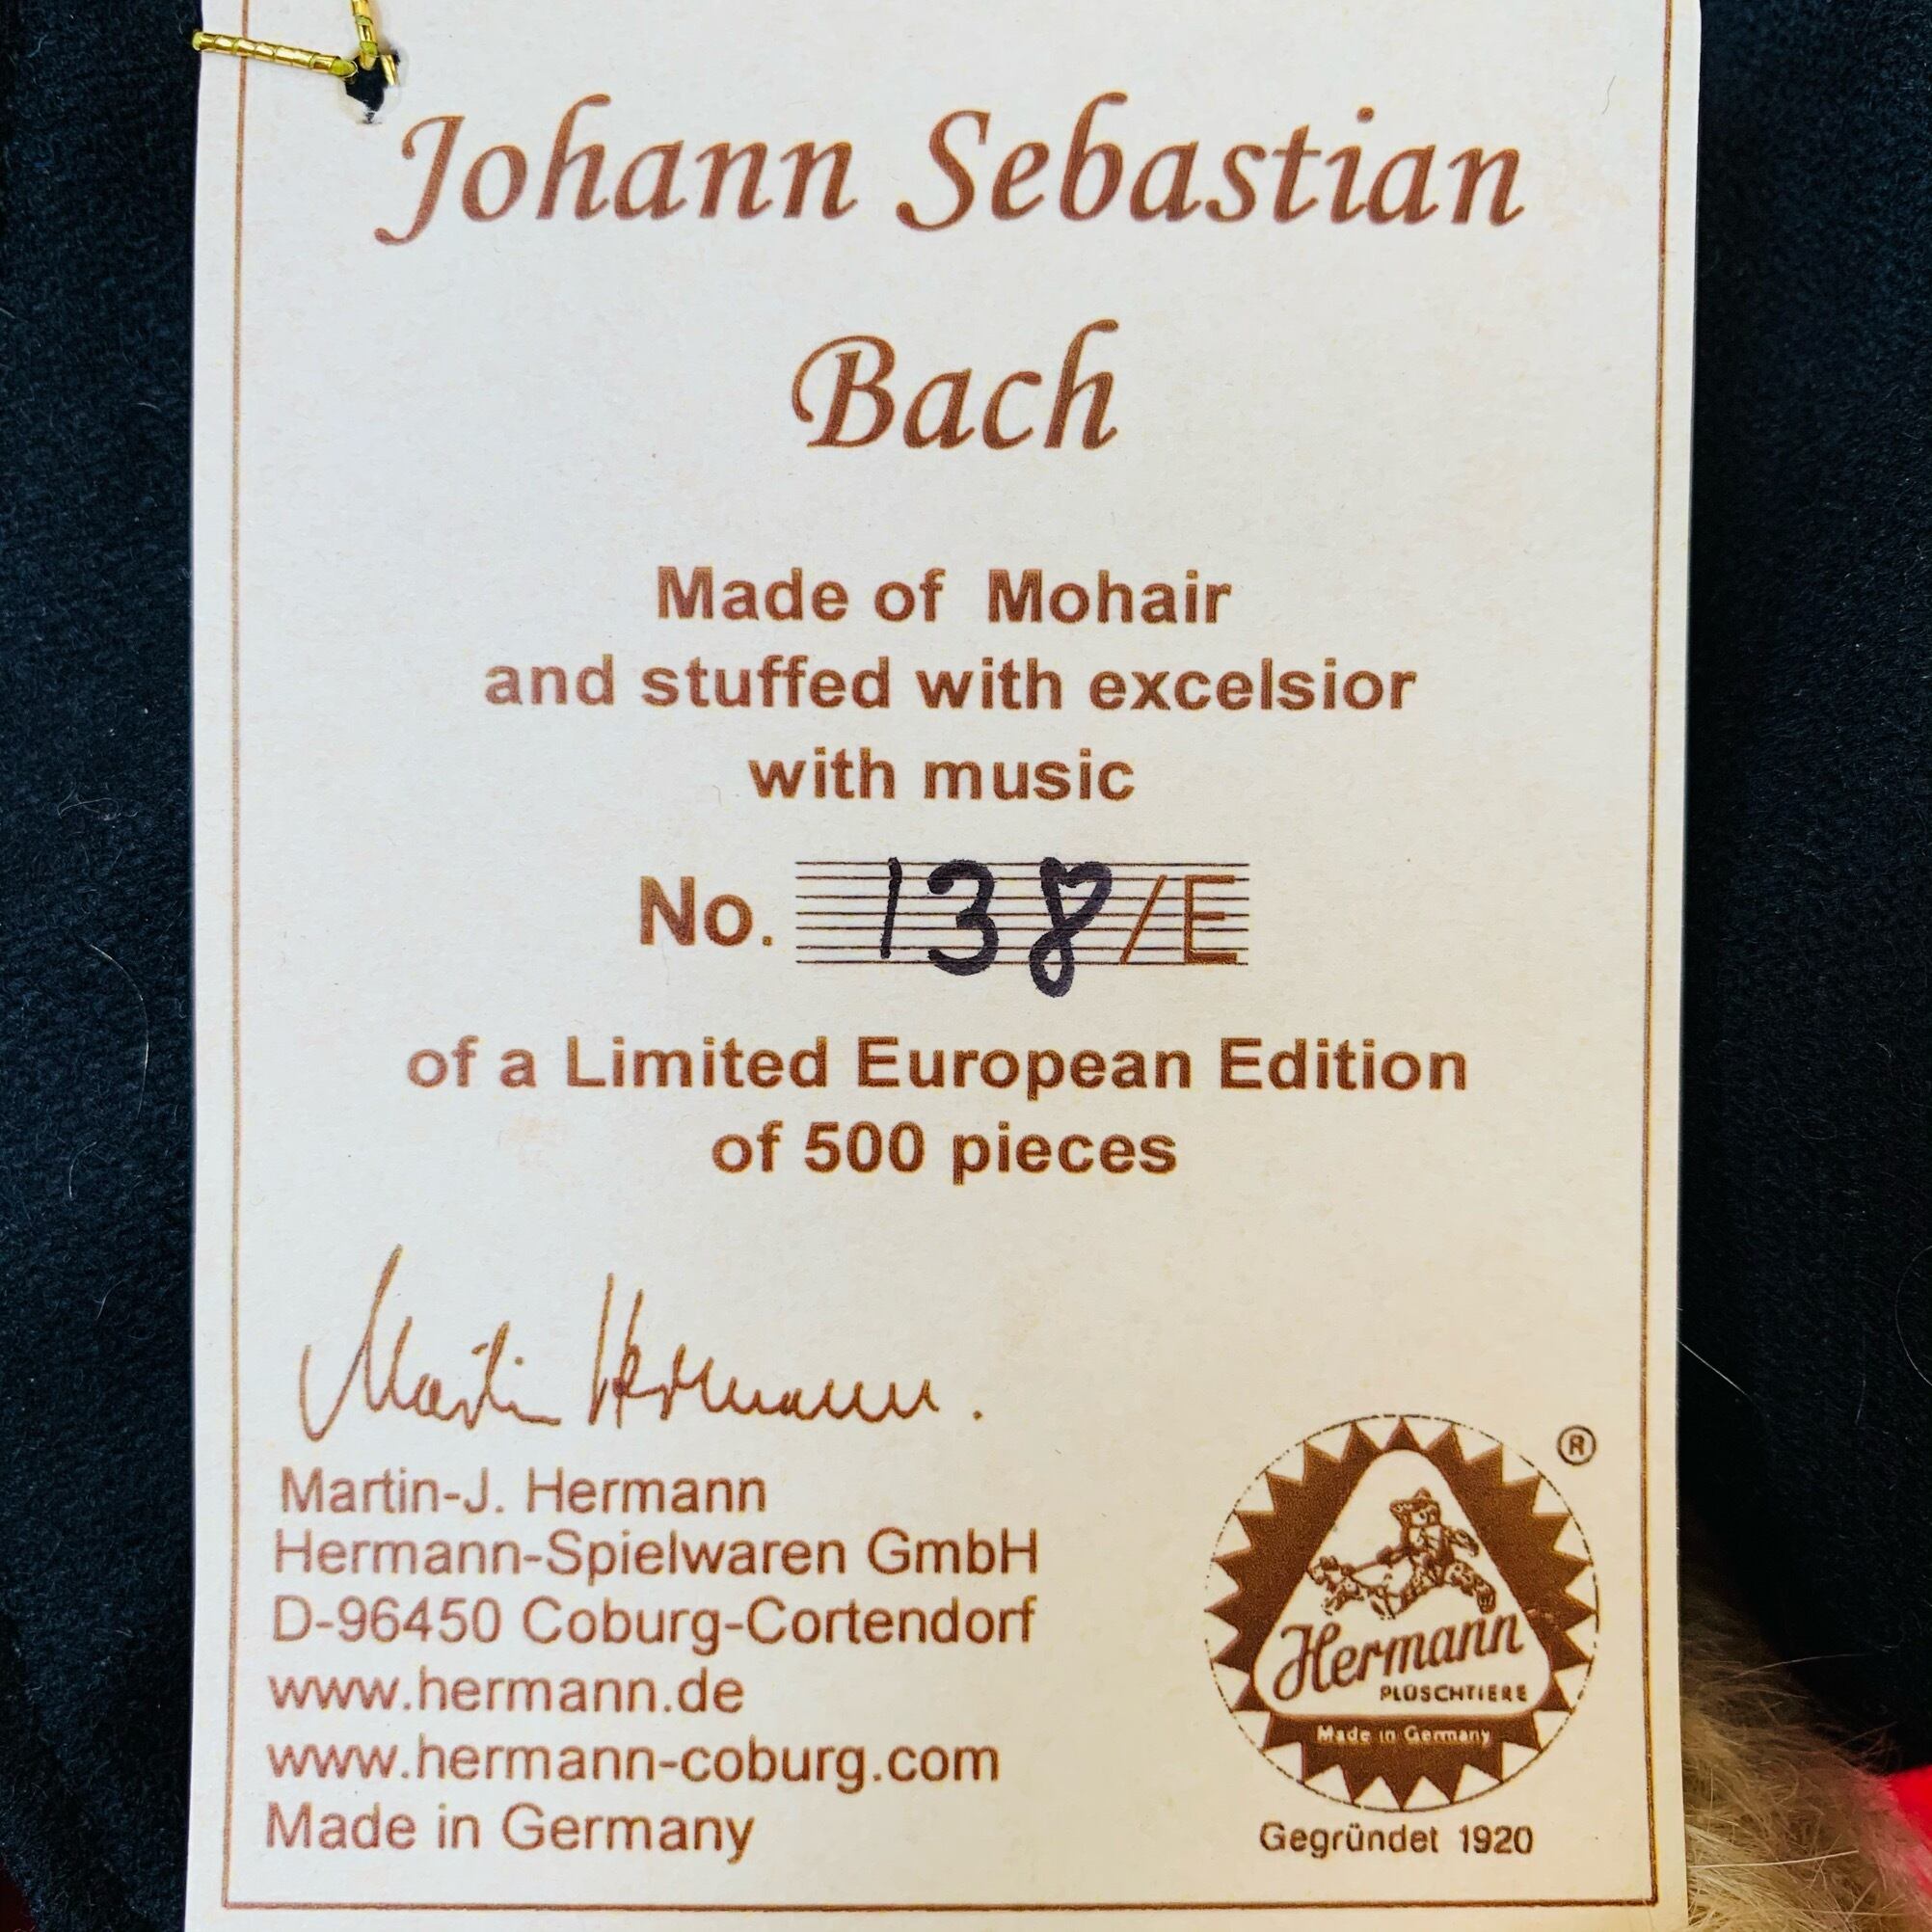 Johann Sebastian
Bach
Made of Mohair
and stuffed with excelsior
with music
No. 138/E
of a Limited European Edition
of 500 pieces
Martin Hermann.
Martin-J. Hermann
Hermann-Spielwaren GmbH
D-96450 Coburg-Cortendorf
www.hermann.de
www.hermann-coburg.com
Made in Germany
®
Hermann
PLÜSCHTIERE
Made in Germany
Gegründet 1920